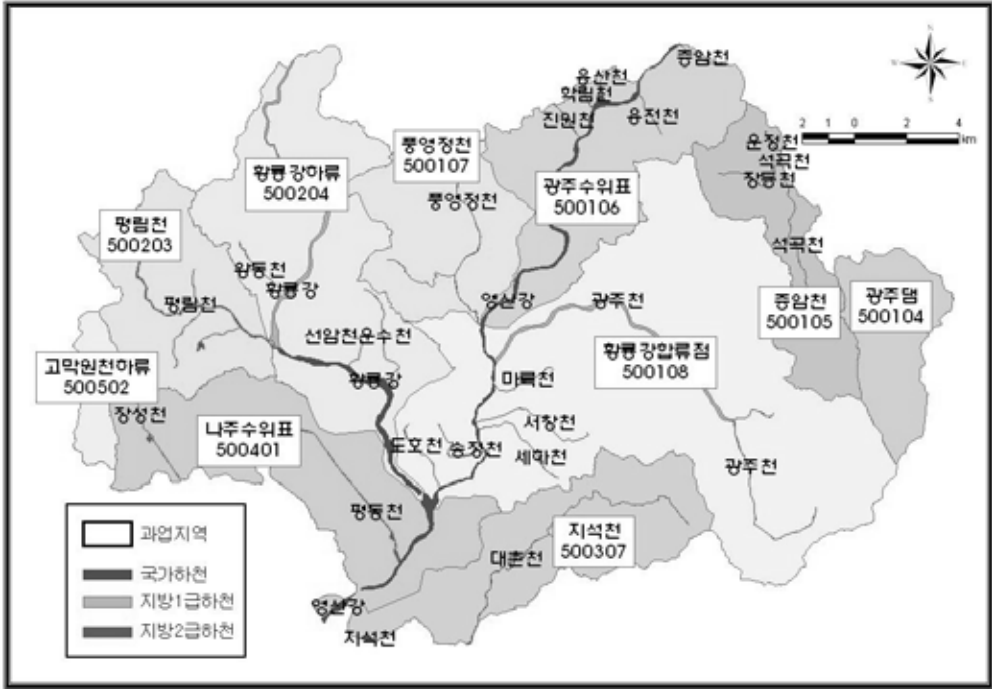 N
W
E
S
2 1 0 2 4
km
증암천
용산천
학림천
진원천
용전천
운정천
석곡천
장등천
풍영정천
500107
황룡강하류
500204
광주수위표
500106
풍영정천
평림천
500203
석곡천
왕동천
황룡강
영산강
광주천
평림천
증암천
500105
광주댐
500104
선암천운수천
황룡강합류점
500108
고막원천하류
500502
황룡강
마륵천
장성천
나주수위표
500401
서창천
도호천
송정천
세하천
광주천
평동천
지석천
500307
대촌천
영산강
지석천
과업지역
국가하천
지방1급하천
지방2급하천